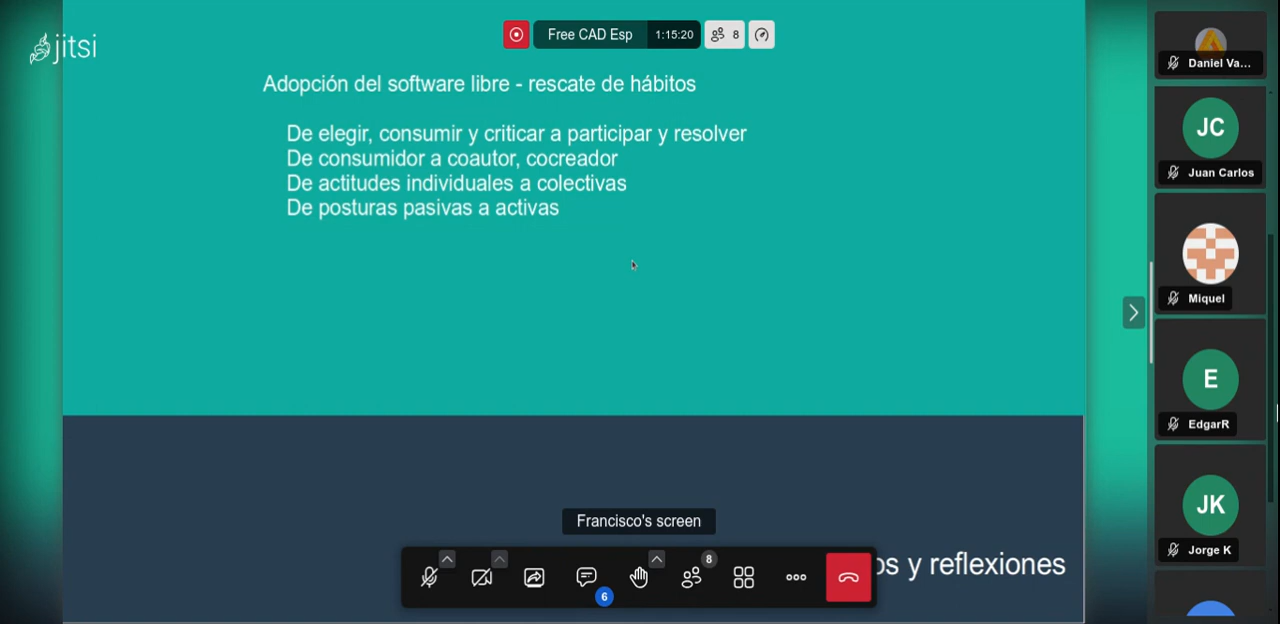 jitsi
Free CAD Esp 1:15:20 8
Adopción del software libre - rescate de hábitos
De elegir, consumir y criticar a participar y resolver
De consumidor a coautor, cocreador
De actitudes individuales a colectivas
De posturas pasivas a activas
Francisco's screen
y reflexiones
8
6
Daniel Va...
JC
Juan Carlos
Miquel
E
EdgarR
JK
Jorge K